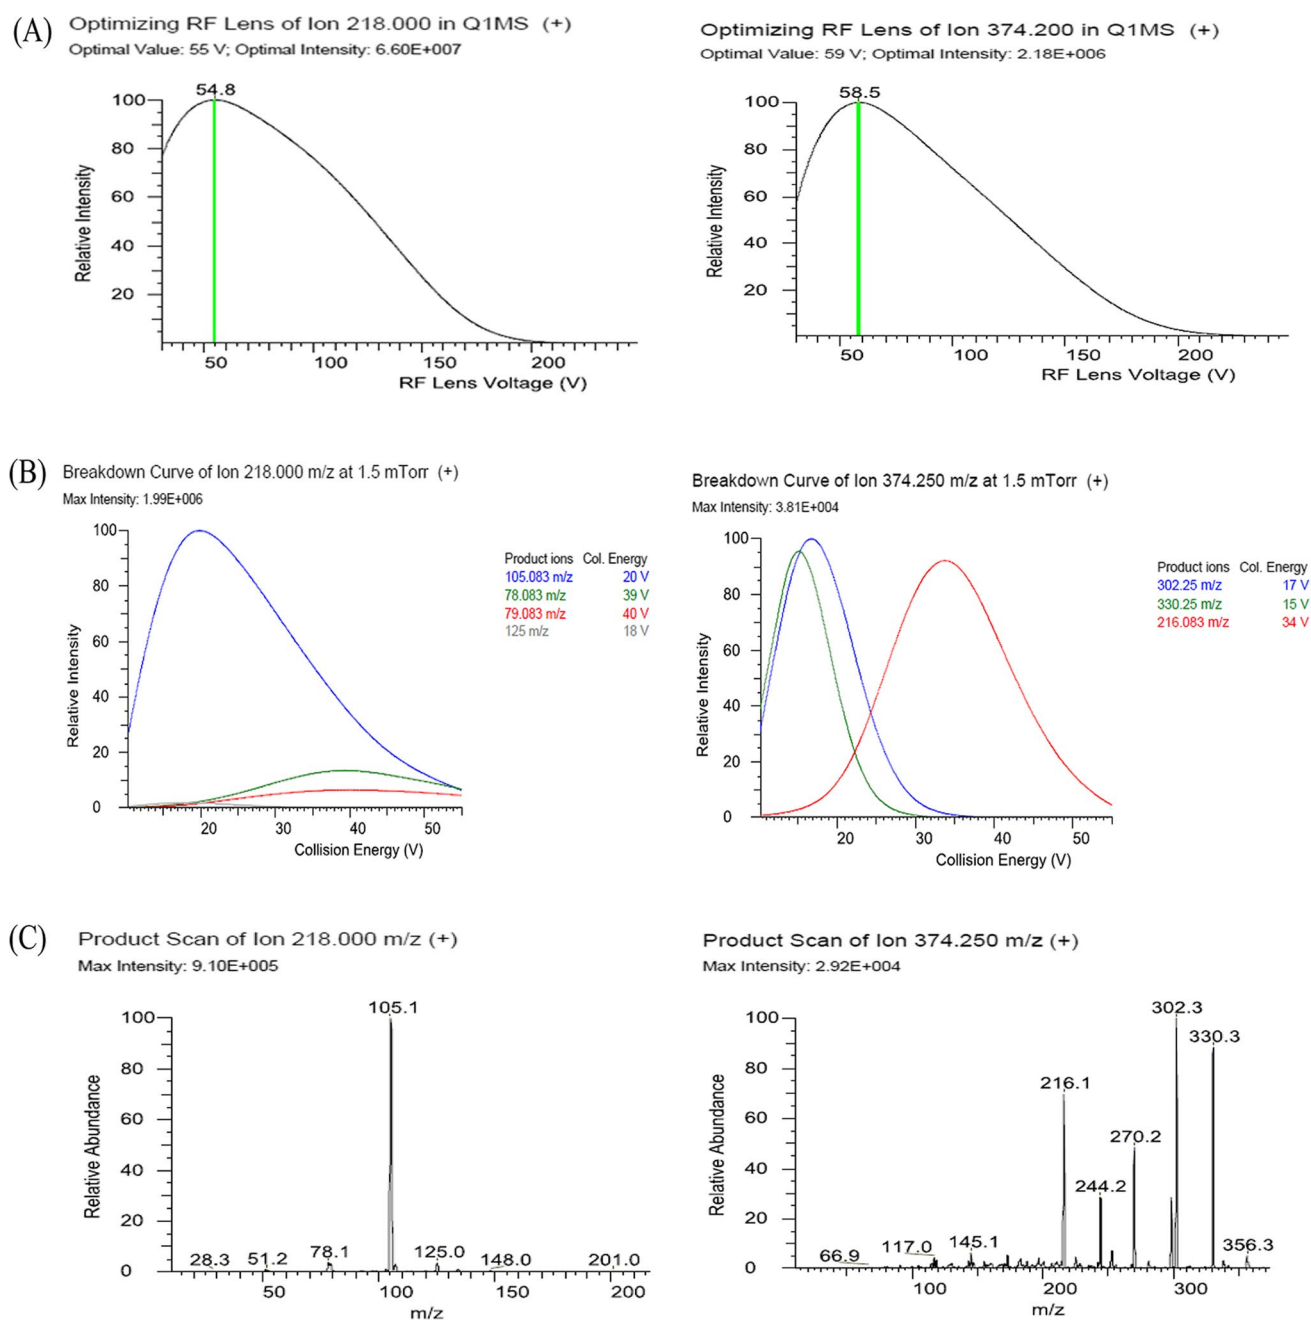 (A)
Optimizing RF Lens of Ion 218.000 in Q1MS (+)
Optimal Value: 55 V; Optimal Intensity: 6.60E+007
54.8
100
80
60
40
20
Relative Intensity
50
100
150
200
RF Lens Voltage (V)
Optimizing RF Lens of Ion 374.200 in Q1MS (+)
Optimal Value: 59 V; Optimal Intensity: 2.18E+006
58.5
100
80
60
40
20
Relative Intensity
50
100
150
200
RF Lens Voltage (V)
(B)
Breakdown Curve of Ion 218.000 m/z at 1.5 mTorr (+)
Max Intensity: 1.99E+006
100
80
60
40
20
0
Relative Intensity
20
30
40
50
Collision Energy (V)
Product ions Col. Energy
105.083 m/z 20 V
78.083 m/z 39 V
79.083 m/z 40 V
125 m/z 18 V
Breakdown Curve of Ion 374.250 m/z at 1.5 mTorr (+)
Max Intensity: 3.81E+004
100
80
60
40
20
0
Relative Intensity
20
30
40
50
Collision Energy (V)
Product ions Col. Energy
302.25 m/z 17 V
330.25 m/z 15 V
216.083 m/z 34 V
(C)
Product Scan of Ion 218.000 m/z (+)
Max Intensity: 9.10E+005
105.1
100
80
60
40
20
0
Relative Abundance
28.3
51.2
78.1
125.0
148.0
201.0
50
100
150
200
m/z
Product Scan of Ion 374.250 m/z (+)
Max Intensity: 2.92E+004
302.3
330.3
216.1
270.2
244.2
356.3
145.1
117.0
66.9
100
80
60
40
20
0
Relative Abundance
100
200
300
m/z